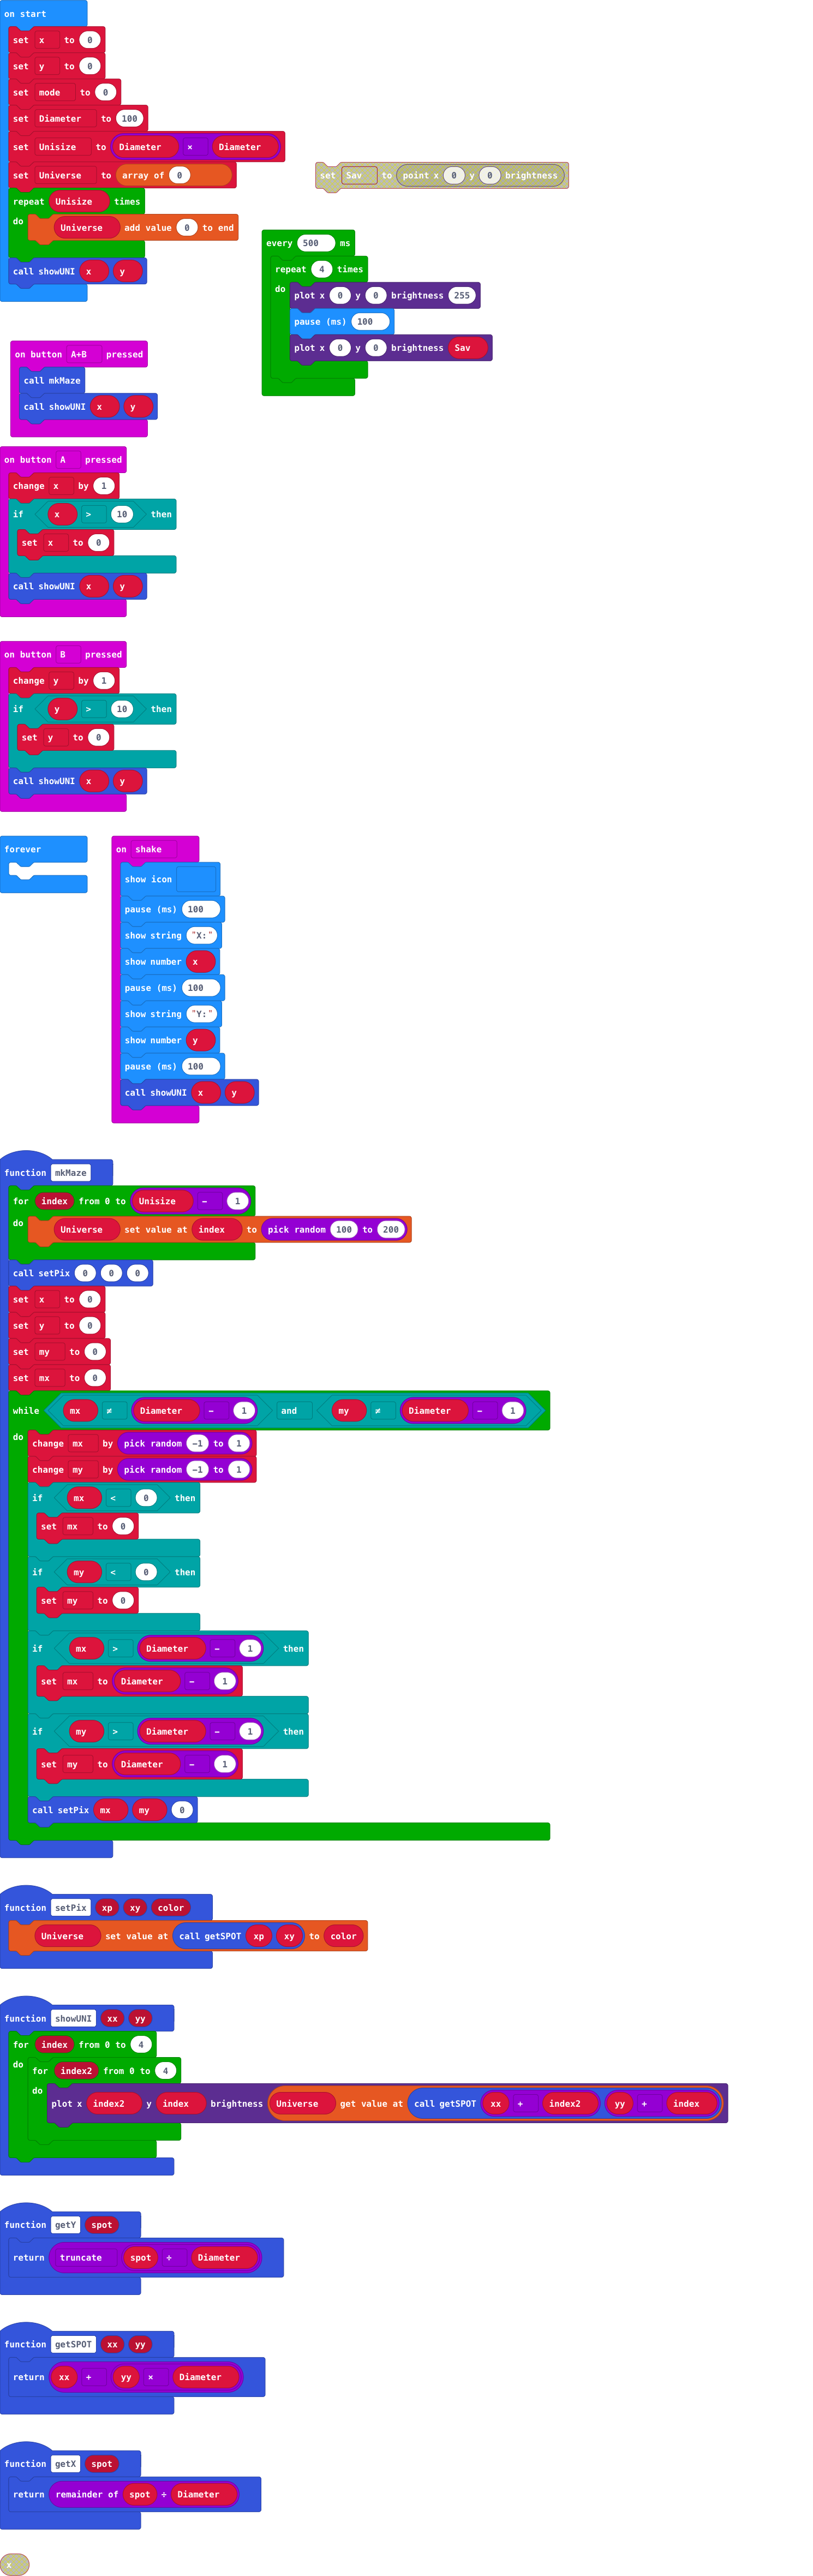 on start
set x to 0
set y to 0
set mode to 0
set Diameter to 100
set Unisize to Diameter × Diameter
set Universe to array of 0
repeat Unisize times
do
Universe add value 0 to end
call showUNI x y
set Sav to point x 0 y 0 brightness
every 500 ms
repeat 4 times
do
plot x 0 y 0 brightness 255
pause (ms) 100
plot x 0 y 0 brightness Sav
on button A+B pressed
call mkMaze
call showUNI x y
on button A pressed
change x by 1
if x > 10 then
set x to 0
call showUNI x y
on button B pressed
change y by 1
if y > 10 then
set y to 0
call showUNI x y
forever
on shake
show icon
pause (ms) 100
show string "X:"
show number x
pause (ms) 100
show string "Y:"
show number y
pause (ms) 100
call showUNI x y
function mkMaze
for index from 0 to Unisize - 1
do
Universe set value at index to pick random 100 to 200
call setPix 0 0 0
set x to 0
set y to 0
set my to 0
set mx to 0
while mx ≠ Diameter - 1 and my ≠ Diameter - 1
do
change mx by pick random -1 to 1
change my by pick random -1 to 1
if mx < 0 then
set mx to 0
if my < 0 then
set my to 0
if mx > Diameter - 1 then
set mx to Diameter - 1
if my > Diameter - 1 then
set my to Diameter - 1
call setPix mx my 0
function setPix xp xy color
Universe set value at call getSPOT xp xy to color
function showUNI xx yy
for index from 0 to 4
do
for index2 from 0 to 4
do
plot x index2 y index brightness Universe get value at call getSPOT xx + index2 yy + index
function getY spot
return truncate spot ÷ Diameter
function getSPOT xx yy
return xx + yy × Diameter
function getX spot
return remainder of spot ÷ Diameter
x